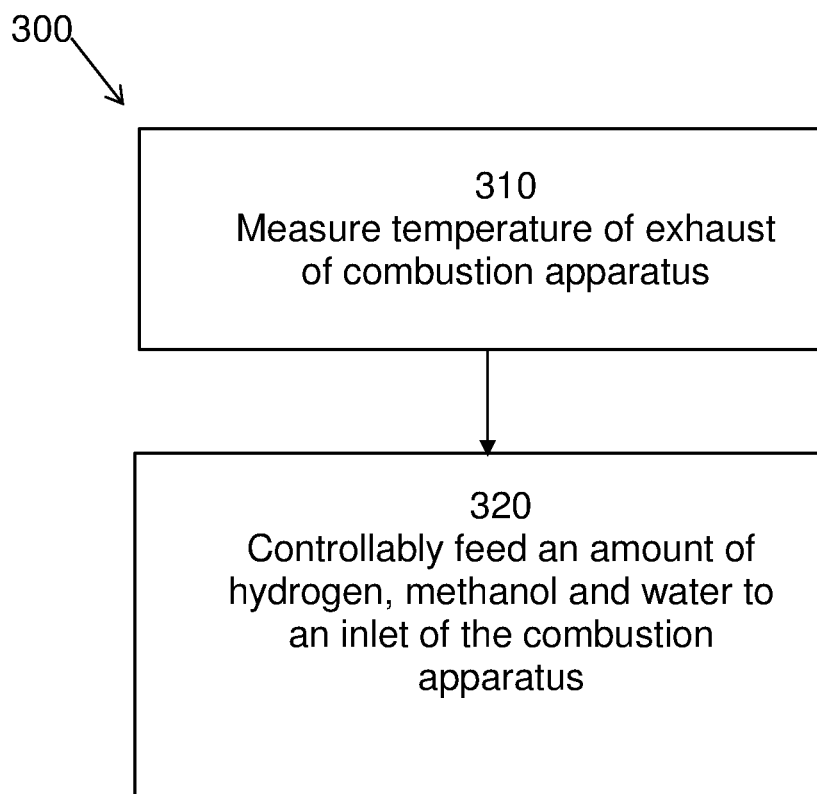 300
310
Measure temperature of exhaust
of combustion apparatus
320
Controllably feed an amount of
hydrogen, methanol and water to
an inlet of the combustion
apparatus